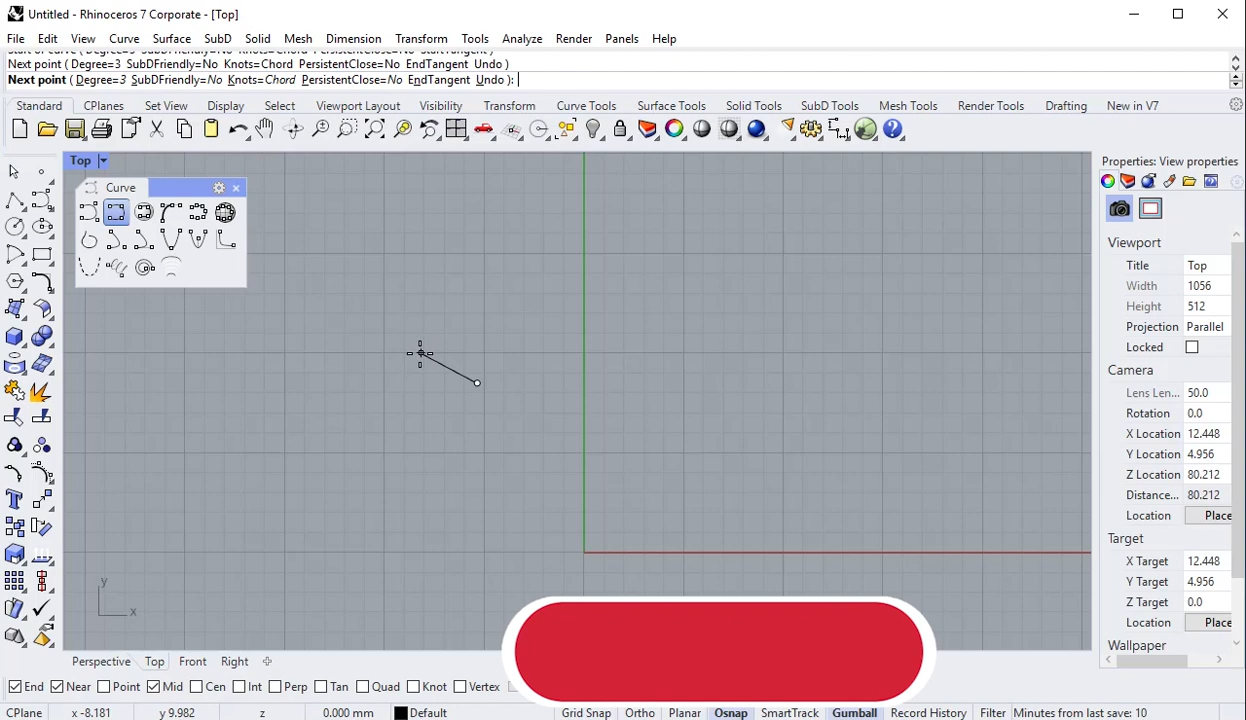 Untitled - Rhinoceros 7 Corporate - [Top]
File Edit View Curve Surface SubD Solid Mesh Dimension Transform Tools Analyze Render Panels Help
Next point ( Degree=3 SubDFriendly=No Knots=Chord PersistentClose=No EndTangent Undo )
Next point ( Degree=3 SubDFriendly=No Knots=Chord PersistentClose=No EndTangent Undo ):
Standard CPlanes Set View Display Select Viewport Layout Visibility Transform Curve Tools Surface Tools Solid Tools SubD Tools Mesh Tools Render Tools Drafting New in V7
Top
Curve
Properties: View properties
Viewport
Title Top
Width 1056
Height 512
Projection Parallel
Locked
Camera
Lens Len... 50.0
Rotation 0.0
X Location 12.448
Y Location 4.956
Z Location 80.212
Distance... 80.212
Location Place
Target
X Target 12.448
Y Target 4.956
Z Target 0.0
Location Place
Wallpaper
y
x
Perspective Top Front Right
End Near Point Mid Cen Int Perp Tan Quad Knot Vertex
CPlane x -8.181 y 9.982 z 0.000 mm Default Grid Snap Ortho Planar Osnap SmartTrack Gumball Record History Filter Minutes from last save: 10